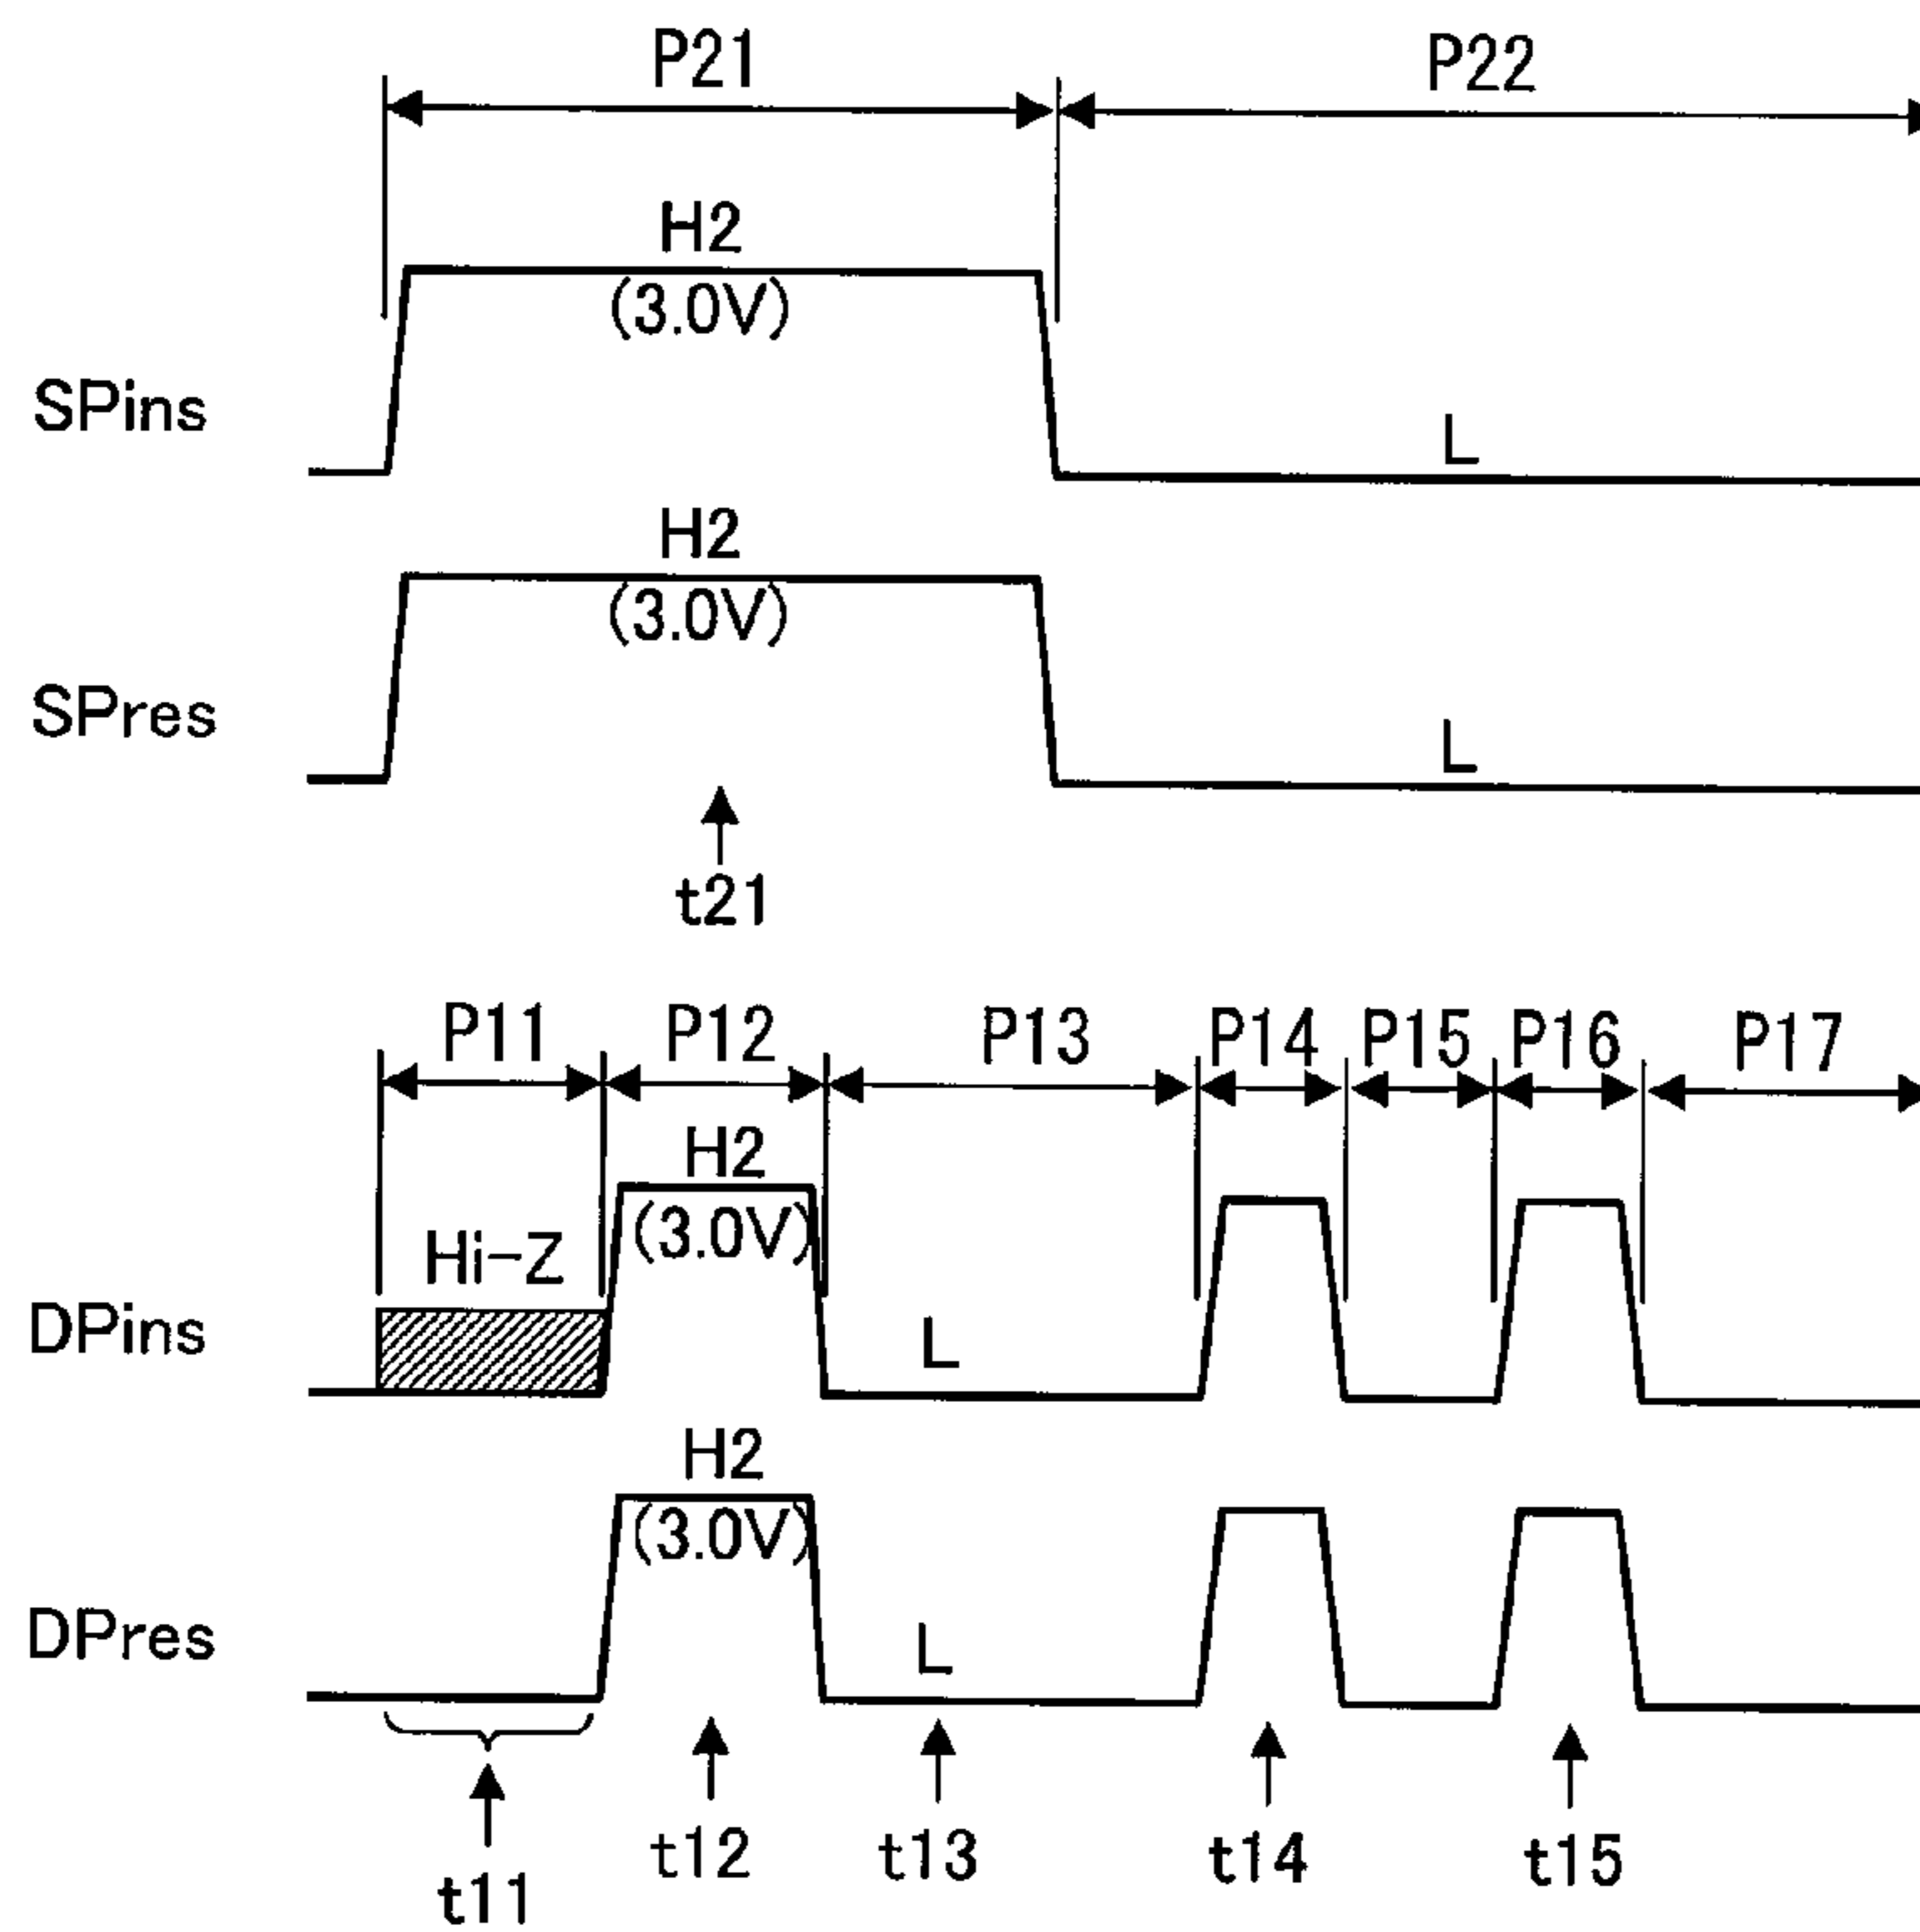 P21 P22
H2
(3.0V)
SPins
L
H2
(3.0V)
SPres
L
t21
P11 P12 P13 P14 P15 P16 P17
H2
(3.0V)
Hi-Z
DPins
L
H2
(3.0V)
DPres
L
t11 t12 t13 t14 t15